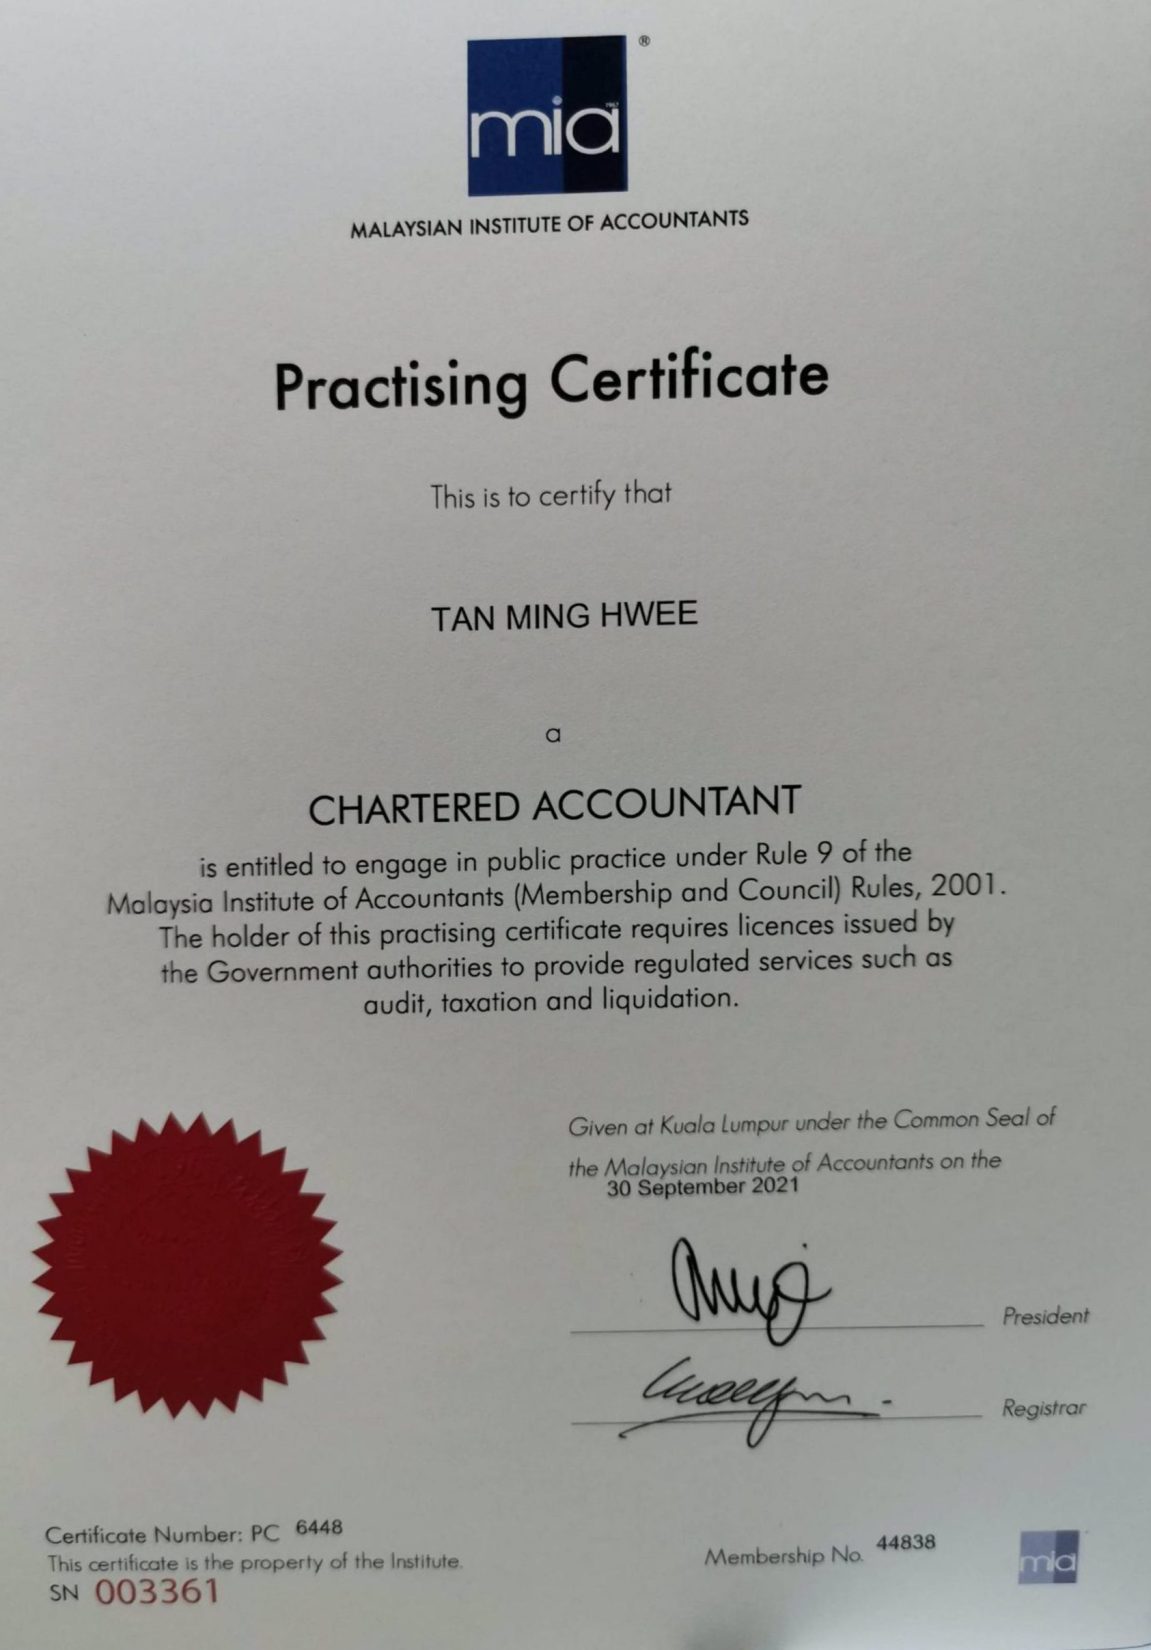 mia
®
1967
MALAYSIAN INSTITUTE OF ACCOUNTANTS
Practising Certificate
This is to certify that
TAN MING HWEE
a
CHARTERED ACCOUNTANT
is entitled to engage in public practice under Rule 9 of the
Malaysia Institute of Accountants (Membership and Council) Rules, 2001.
The holder of this practising certificate requires licences issued by
the Government authorities to provide regulated services such as
audit, taxation and liquidation.
Given at Kuala Lumpur under the Common Seal of
the Malaysian Institute of Accountants on the
30 September 2021
President
Registrar
Certificate Number: PC 6448
This certificate is the property of the Institute.
SN 003361
Membership No. 44838
mia